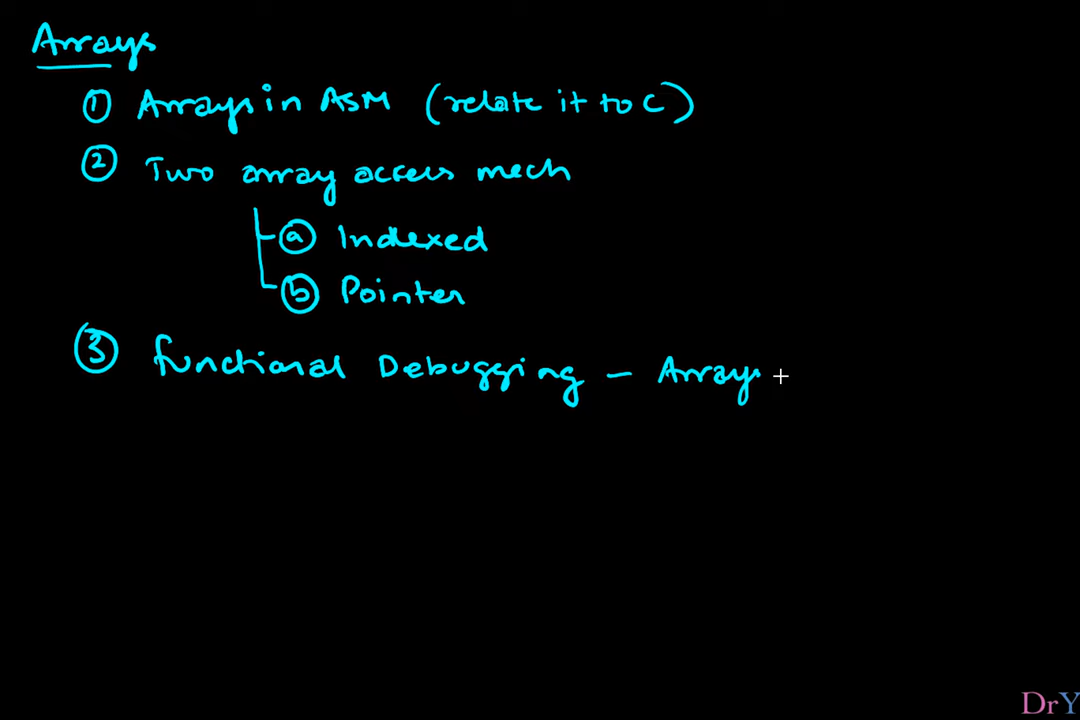 Arrays
① Arrays in ASM (relate it to C)
② Two array access mech
ⓐ Indexed
ⓑ Pointer
③ Functional Debugging – Arrays
DrY